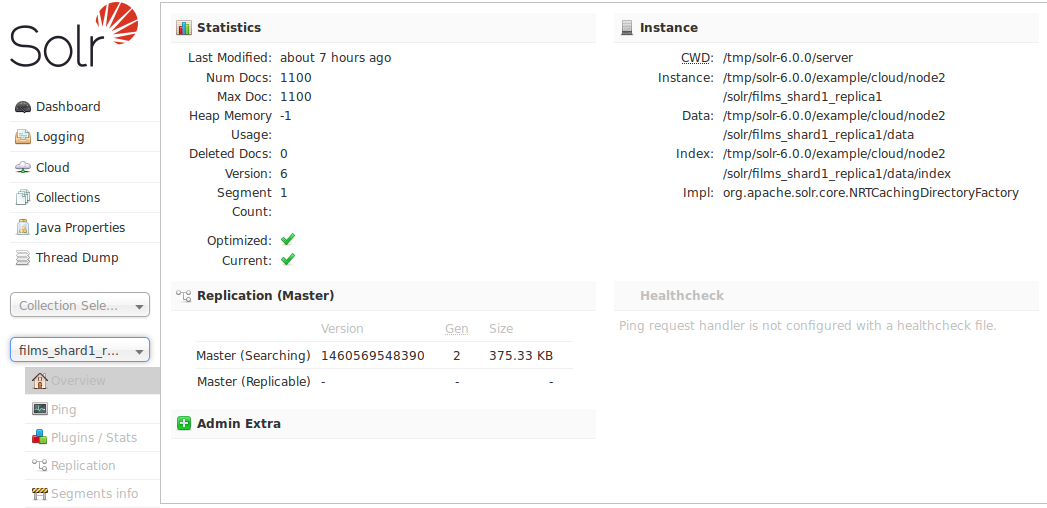 Solr
Dashboard
Logging
Cloud
Collections
Java Properties
Thread Dump
Collection Sele...
films_shard1_r...
Overview
Ping
Plugins / Stats
Replication
Segments info
Statistics
Last Modified: about 7 hours ago
Num Docs: 1100
Max Doc: 1100
Heap Memory -1
Usage:
Deleted Docs: 0
Version: 6
Segment 1
Count:
Optimized:
Current:
Instance
CWD: /tmp/solr-6.0.0/server
Instance: /tmp/solr-6.0.0/example/cloud/node2
/solr/films_shard1_replica1
Data: /tmp/solr-6.0.0/example/cloud/node2
/solr/films_shard1_replica1/data
Index: /tmp/solr-6.0.0/example/cloud/node2
/solr/films_shard1_replica1/data/index
Impl: org.apache.solr.core.NRTCachingDirectoryFactory
Replication (Master)
Version Gen Size
Master (Searching) 1460569548390 2 375.33 KB
Master (Replicable) - - -
Healthcheck
Ping request handler is not configured with a healthcheck file.
Admin Extra